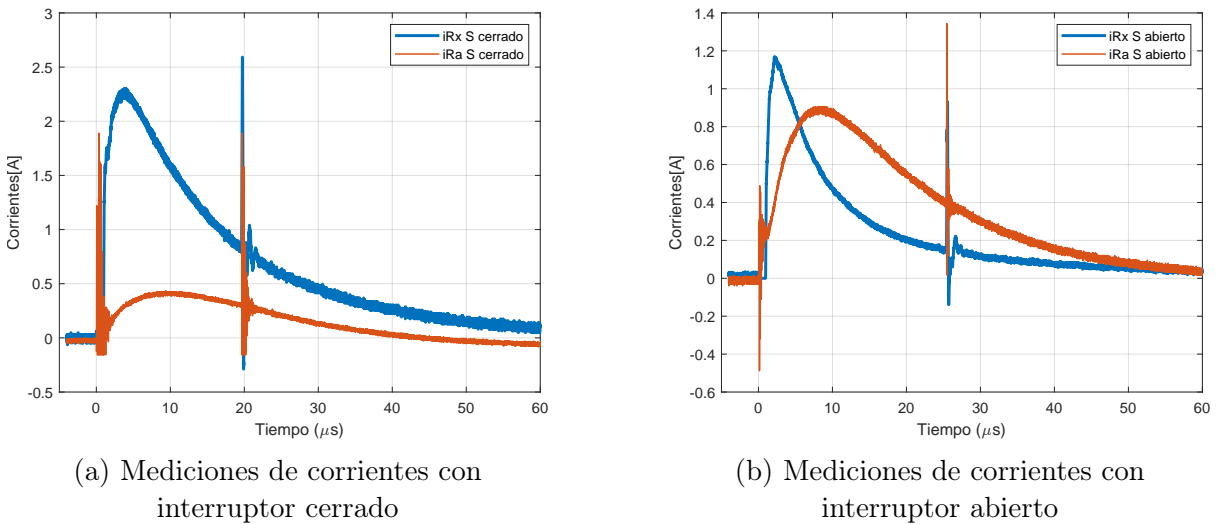 3
2.5
2
1.5
1
0.5
0
-0.5
Corrientes[A]
iRx S cerrado
iRa S cerrado
0 10 20 30 40 50 60
Tiempo (μs)
(a) Mediciones de corrientes con
interruptor cerrado
1.4
1.2
1
0.8
0.6
0.4
0.2
0
-0.2
-0.4
-0.6
Corrientes[A]
iRx S abierto
iRa S abierto
0 10 20 30 40 50 60
Tiempo (μs)
(b) Mediciones de corrientes con
interruptor abierto